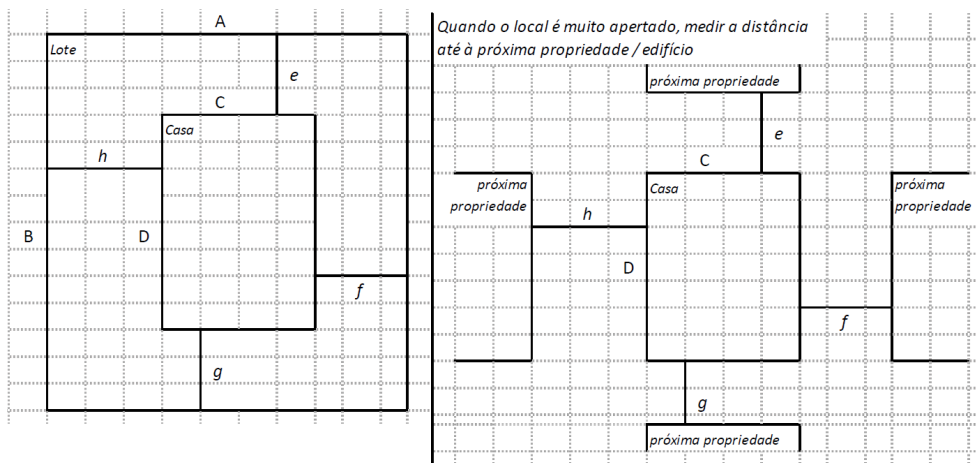 A
Lote
e
C
Casa
h
B
D
f
g
Quando o local é muito apertado, medir a distância
até à próxima propriedade / edifício
próxima propriedade
e
C
próxima
propriedade
Casa
próxima
propriedade
h
D
f
g
próxima propriedade